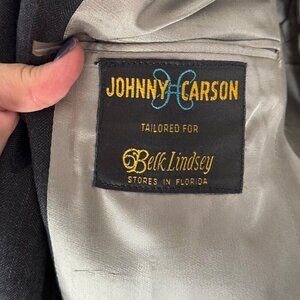 JOHNNY CARSON
TAILORED FOR
Belk Lindsey
STORES IN FLORIDA